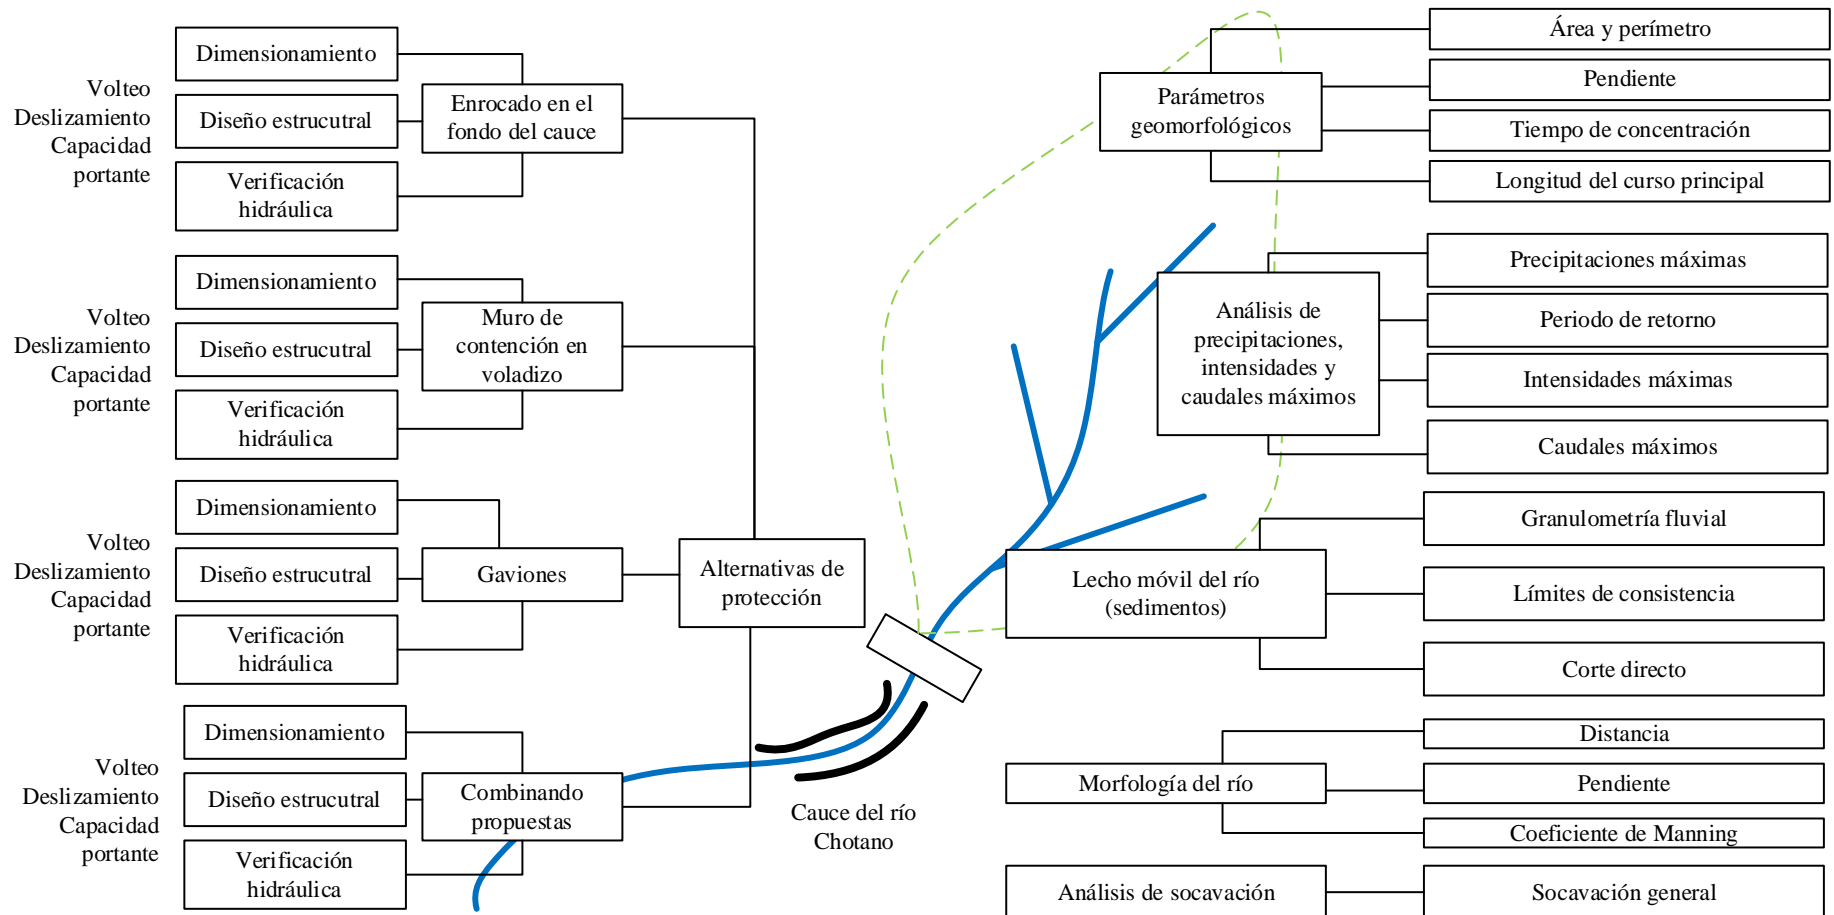 Volteo
Deslizamiento
Capacidad
portante
Dimensionamiento
Diseño estrucutral
Verificación
hidráulica
Enrocado en el
fondo del cauce
Volteo
Deslizamiento
Capacidad
portante
Dimensionamiento
Diseño estrucutral
Verificación
hidráulica
Muro de
contención en
voladizo
Volteo
Deslizamiento
Capacidad
portante
Dimensionamiento
Diseño estrucutral
Verificación
hidráulica
Gaviones
Volteo
Deslizamiento
Capacidad
portante
Dimensionamiento
Diseño estrucutral
Verificación
hidráulica
Combinando
propuestas
Alternativas de
protección
Cauce del río
Chotano
Parámetros
geomorfológicos
Área y perímetro
Pendiente
Tiempo de concentración
Longitud del curso principal
Análisis de
precipitaciones,
intensidades y
caudales máximos
Precipitaciones máximas
Periodo de retorno
Intensidades máximas
Caudales máximos
Lecho móvil del río
(sedimentos)
Granulometría fluvial
Límites de consistencia
Corte directo
Morfología del río
Distancia
Pendiente
Coeficiente de Manning
Análisis de socavación
Socavación general